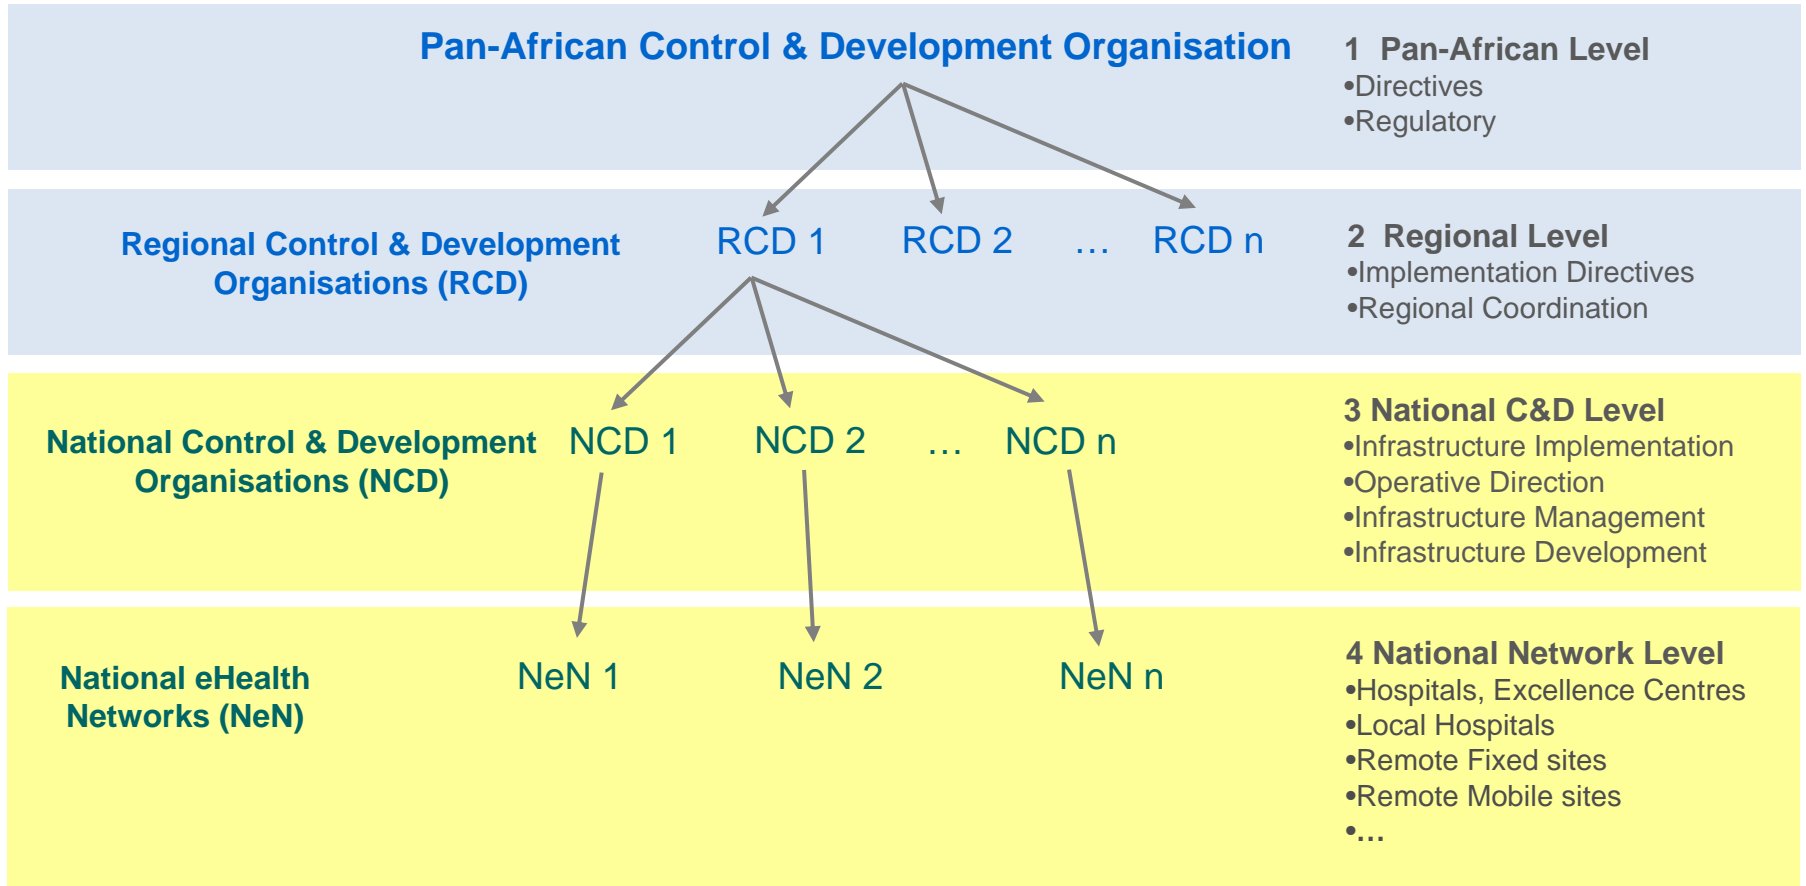 Pan-African Control & Development Organisation
1 Pan-African Level
•Directives
•Regulatory
Regional Control & Development
Organisations (RCD)
RCD 1 RCD 2 … RCD n
2 Regional Level
•Implementation Directives
•Regional Coordination
National Control & Development
Organisations (NCD)
NCD 1 NCD 2 … NCD n
3 National C&D Level
•Infrastructure Implementation
•Operative Direction
•Infrastructure Management
•Infrastructure Development
National eHealth
Networks (NeN)
NeN 1 NeN 2 NeN n
4 National Network Level
•Hospitals, Excellence Centres
•Local Hospitals
•Remote Fixed sites
•Remote Mobile sites
•…